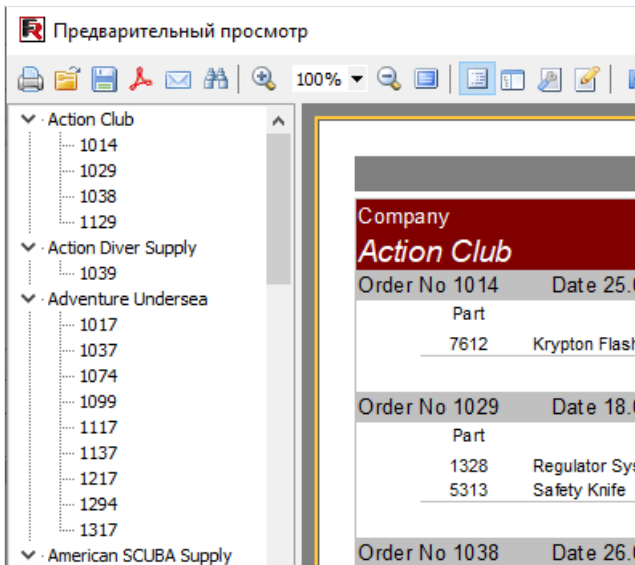 Предварительный просмотр
100%
Action Club
1014
1029
1038
1129
Action Diver Supply
1039
Adventure Undersea
1017
1037
1074
1099
1117
1137
1217
1294
1317
American SCUBA Supply
Company
Action Club
Order No 1014 Date 25.
Part
7612 Krypton Flash
Order No 1029 Date 18.
Part
1328 Regulator Sys
5313 Safety Knife
Order No 1038 Date 26.